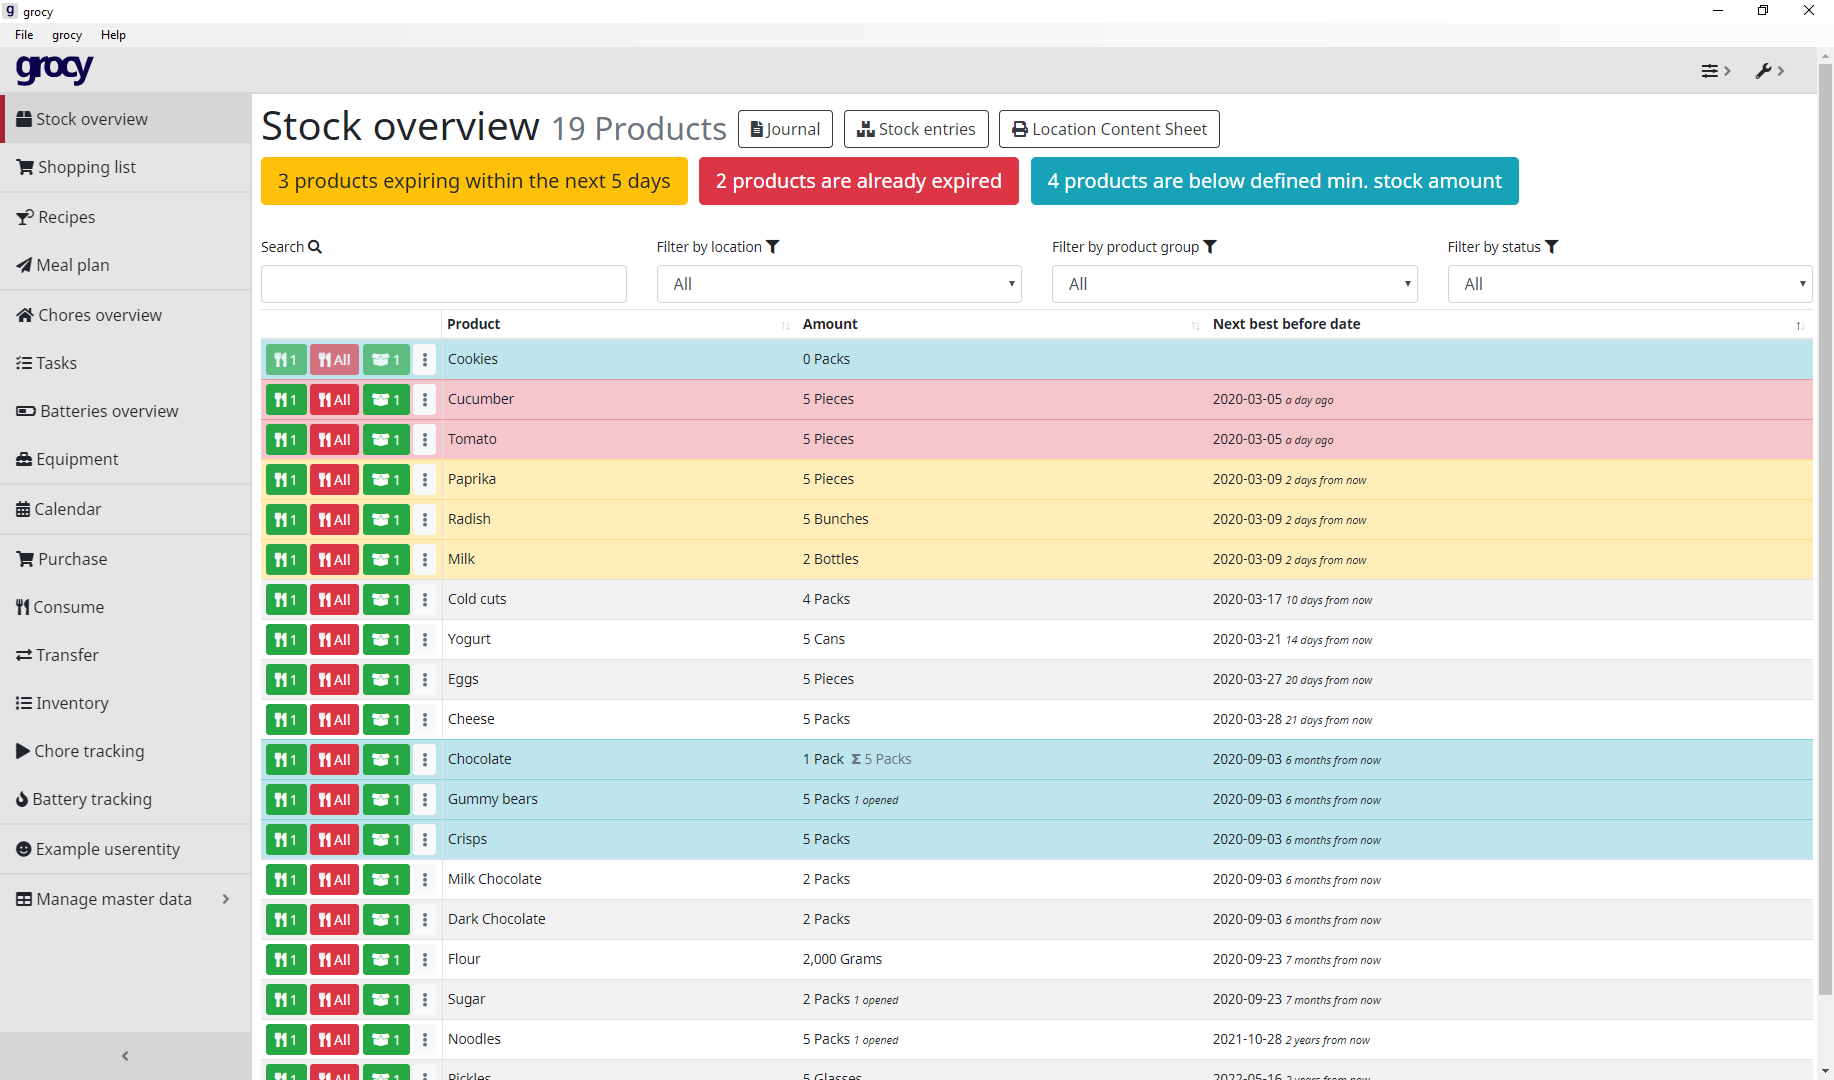 grocy
File grocy Help
grocy
Stock overview
Shopping list
Recipes
Meal plan
Chores overview
Tasks
Batteries overview
Equipment
Calendar
Purchase
Consume
Transfer
Inventory
Chore tracking
Battery tracking
Example userentity
Manage master data
Stock overview 19 Products Journal Stock entries Location Content Sheet
3 products expiring within the next 5 days 2 products are already expired 4 products are below defined min. stock amount
Search Filter by location Filter by product group Filter by status
All All All
Product Amount Next best before date
1 All 1 Cookies 0 Packs
1 All 1 Cucumber 5 Pieces 2020-03-05 a day ago
1 All 1 Tomato 5 Pieces 2020-03-05 a day ago
1 All 1 Paprika 5 Pieces 2020-03-09 2 days from now
1 All 1 Radish 5 Bunches 2020-03-09 2 days from now
1 All 1 Milk 2 Bottles 2020-03-09 2 days from now
1 All 1 Cold cuts 4 Packs 2020-03-17 10 days from now
1 All 1 Yogurt 5 Cans 2020-03-21 14 days from now
1 All 1 Eggs 5 Pieces 2020-03-27 20 days from now
1 All 1 Cheese 5 Packs 2020-03-28 21 days from now
1 All 1 Chocolate 1 Pack Σ 5 Packs 2020-09-03 6 months from now
1 All 1 Gummy bears 5 Packs 1 opened 2020-09-03 6 months from now
1 All 1 Crisps 5 Packs 2020-09-03 6 months from now
1 All 1 Milk Chocolate 2 Packs 2020-09-03 6 months from now
1 All 1 Dark Chocolate 2 Packs 2020-09-03 6 months from now
1 All 1 Flour 2,000 Grams 2020-09-23 7 months from now
1 All 1 Sugar 2 Packs 1 opened 2020-09-23 7 months from now
1 All 1 Noodles 5 Packs 1 opened 2021-10-28 2 years from now
1 All 1 Pickles 5 Glasses 2022-05-16 2 years from now